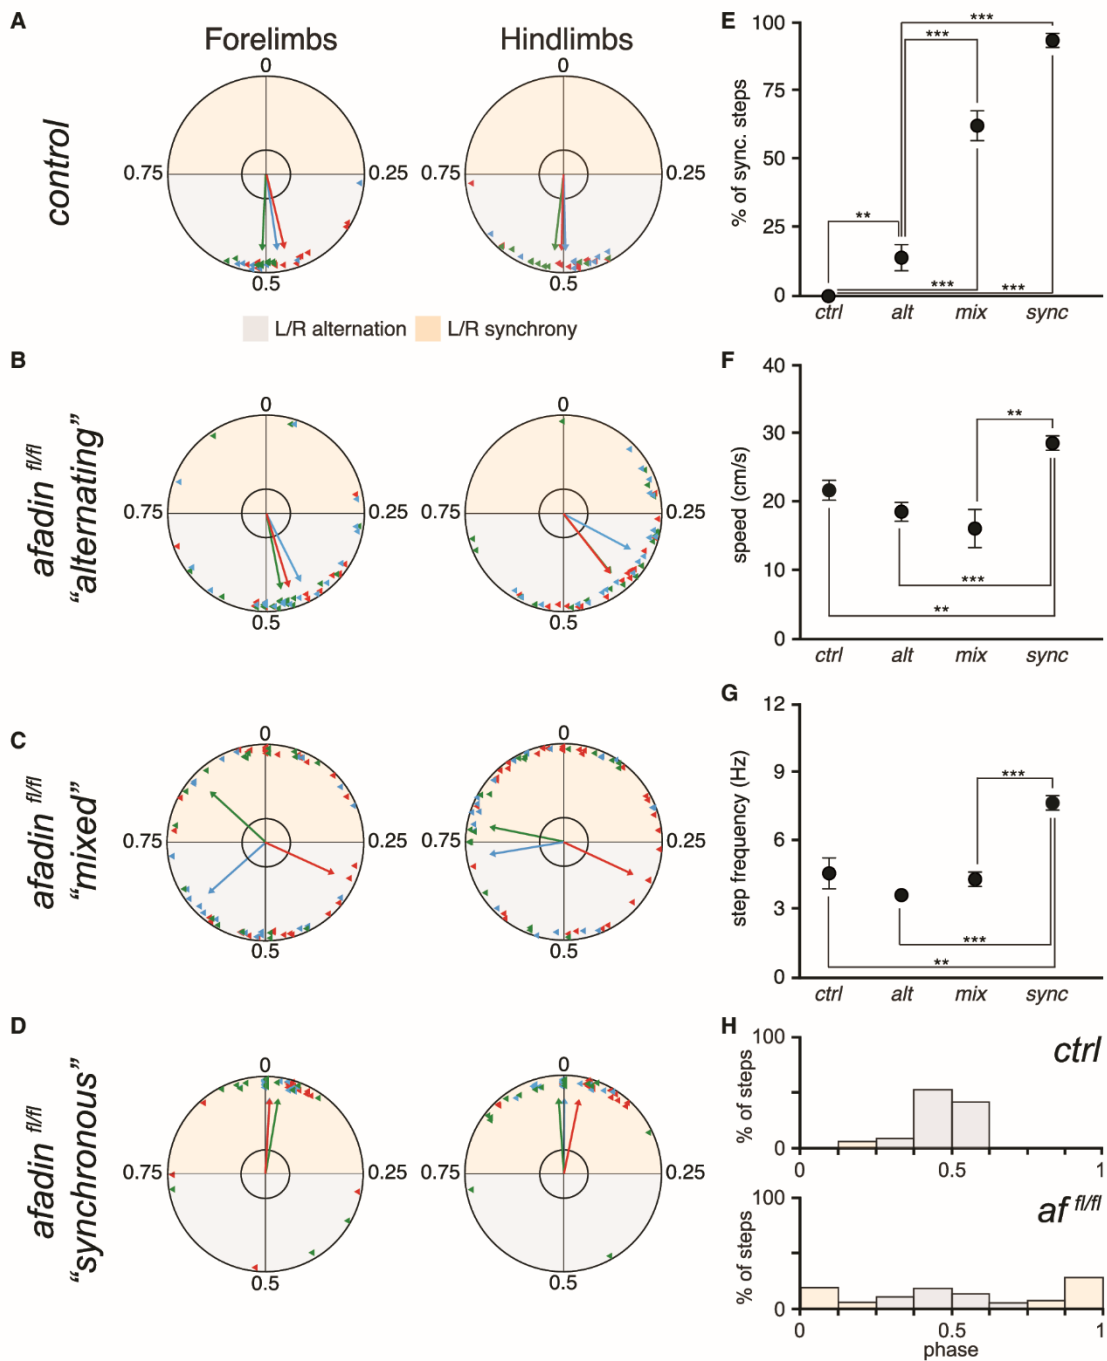 A
Forelimbs
Hindlimbs
control
0
0.75
0.25
0.5
0
0.75
0.25
0.5
L/R alternation
L/R synchrony
B
afadin fl/fl
"alternating"
0
0.75
0.25
0.5
0
0.75
0.25
0.5
C
afadin fl/fl
"mixed"
0
0.75
0.25
0.5
0
0.75
0.25
0.5
D
afadin fl/fl
"synchronous"
0
0.75
0.25
0.5
0
0.75
0.25
0.5
E
% of sync. steps
100
75
50
25
0
***
***
**
***
***
ctrl alt mix sync
F
speed (cm/s)
40
30
20
10
0
**
***
**
ctrl alt mix sync
G
step frequency (Hz)
12
9
6
3
0
***
***
**
ctrl alt mix sync
H
% of steps
100
0
ctrl
0 0.5 1
% of steps
100
0
af fl/fl
0 0.5 1
phase